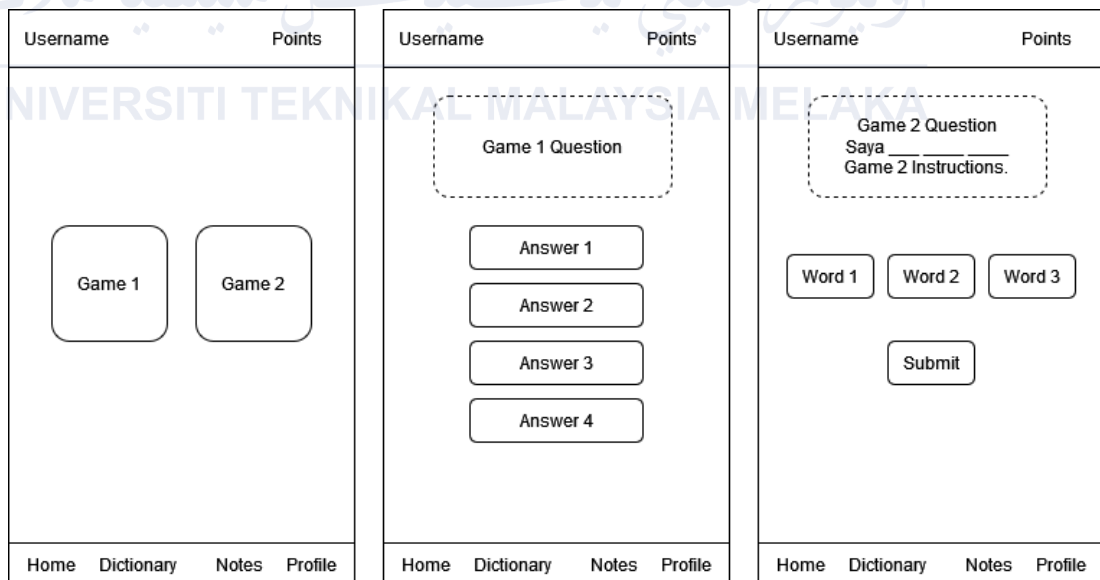 Username Points
Game 1 Game 2
Home Dictionary Notes Profile
Username Points
Game 1 Question
Answer 1
Answer 2
Answer 3
Answer 4
Home Dictionary Notes Profile
Username Points
Game 2 Question
Saya ___ ____ ____
Game 2 Instructions.
Word 1 Word 2 Word 3
Submit
Home Dictionary Notes Profile
NIVERSITI TEKNIKAL MALAYSIA MELAKA